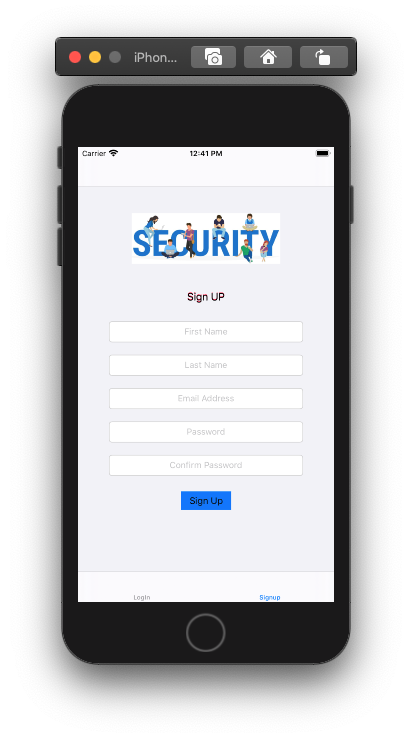 iPhon...
Carrier
12:41 PM
SECURITY
Sign UP
First Name
Last Name
Email Address
Password
Confirm Password
Sign Up
LogIn
Signup